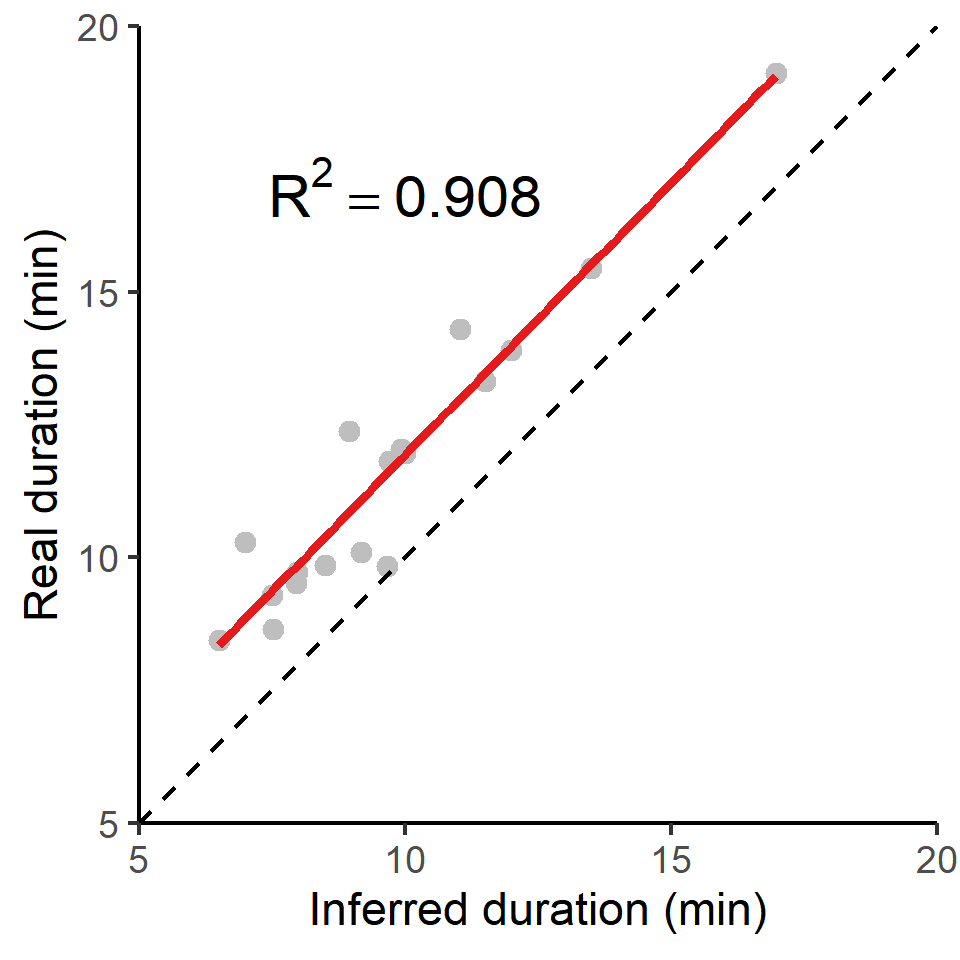 20
R² = 0.908
15
Real duration (min)
10
5
5 10 15 20
Inferred duration (min)